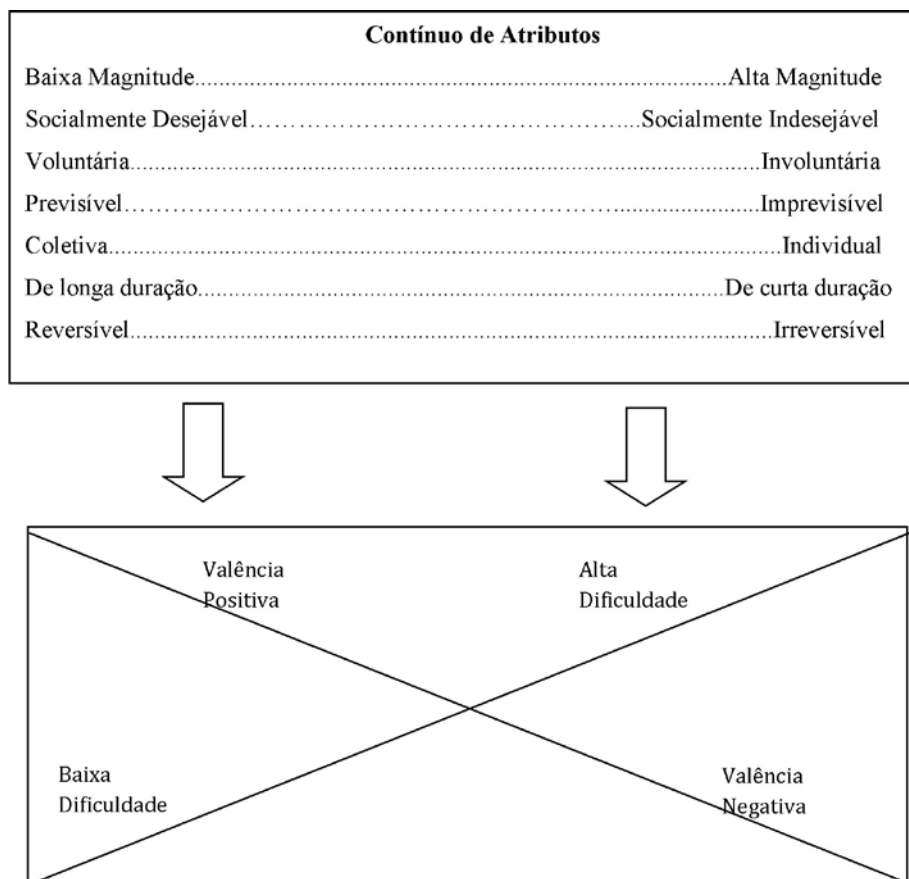 Contínuo de Atributos
Baixa Magnitude......................................................................................Alta Magnitude
Socialmente Desejável………………………………………...Socialmente Indesejável
Voluntária......................................................................................................Involuntária
Previsível………………………………………………….......................Imprevisível
Coletiva...........................................................................................................Individual
De longa duração...................................................................................De curta duração
Reversível......................................................................................................Irreversível
Valência
Positiva
Alta
Dificuldade
Baixa
Dificuldade
Valência
Negativa